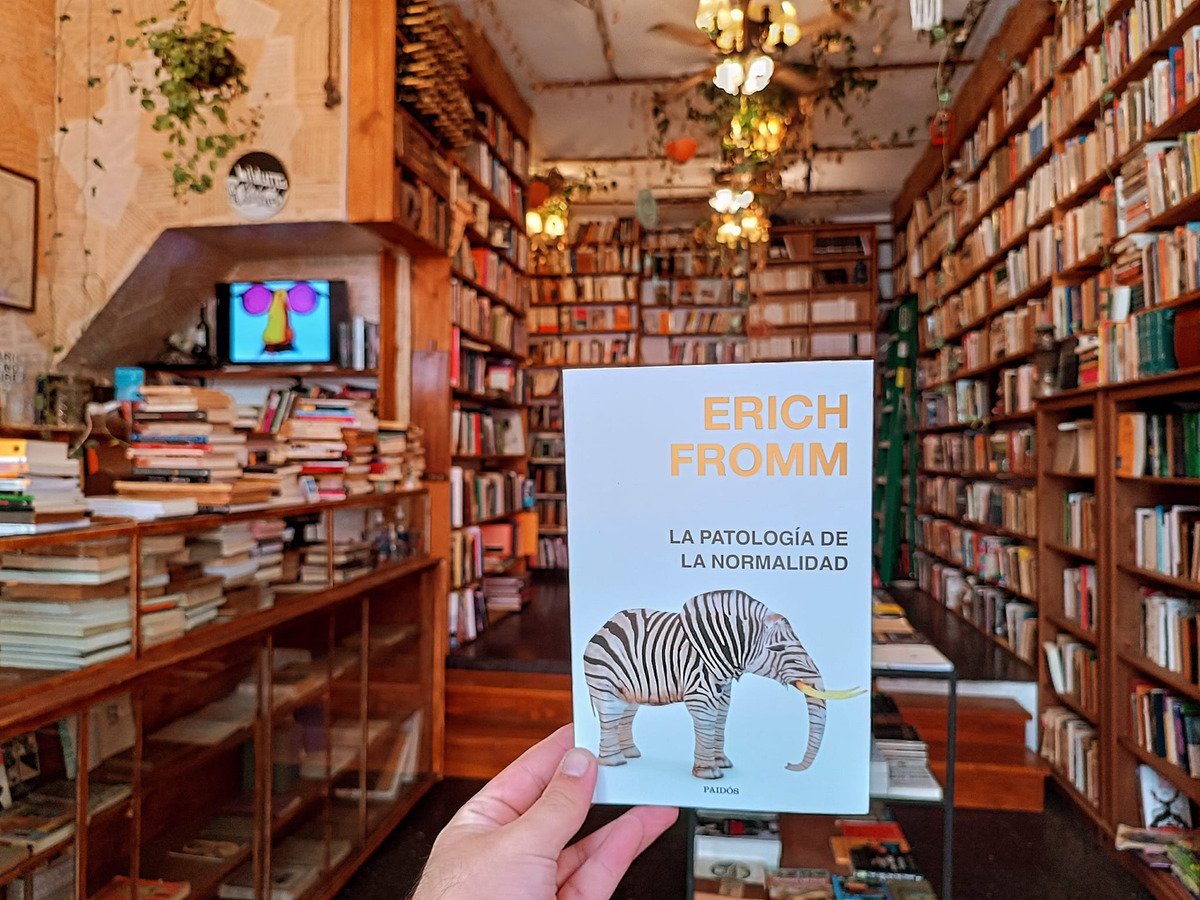 ERICH
FROMM
LA PATOLOGÍA DE
LA NORMALIDAD
PAIDÓS